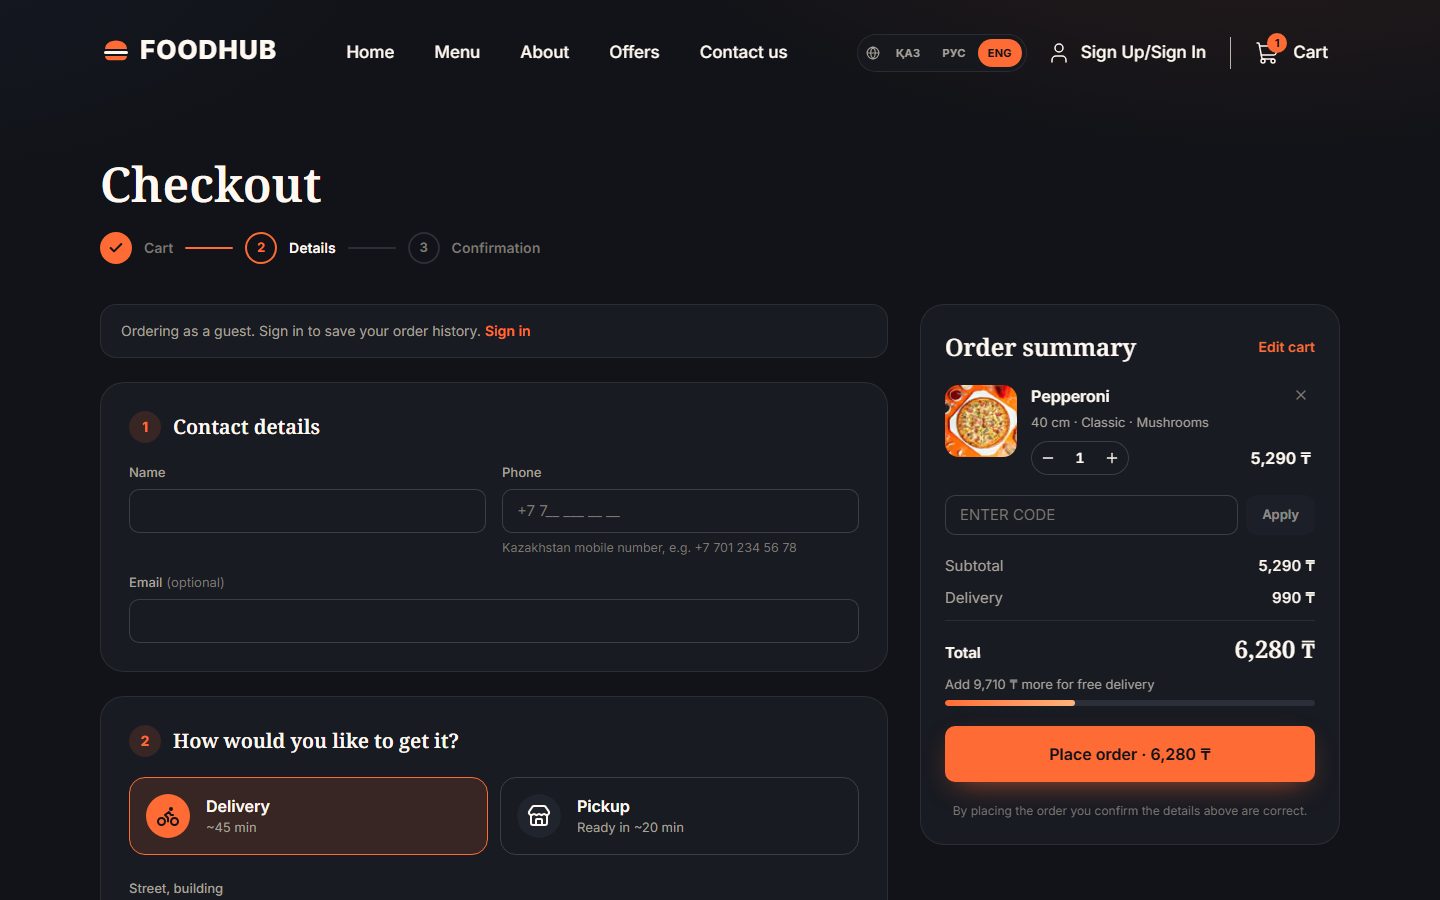 FOODHUB
Home
Menu
About
Offers
Contact us
ҚАЗ
РУС
ENG
Sign Up/Sign In
1
Cart
Checkout
Cart
2
Details
3
Confirmation
Ordering as a guest. Sign in to save your order history. Sign in
1
Contact details
Name
Phone
+7 7__ ___ __ __
Kazakhstan mobile number, e.g. +7 701 234 56 78
Email (optional)
2
How would you like to get it?
Delivery
~45 min
Pickup
Ready in ~20 min
Street, building
Order summary
Edit cart
Pepperoni
40 cm · Classic · Mushrooms
1
5,290 ₸
ENTER CODE
Apply
Subtotal
5,290 ₸
Delivery
990 ₸
Total
6,280 ₸
Add 9,710 ₸ more for free delivery
Place order · 6,280 ₸
By placing the order you confirm the details above are correct.